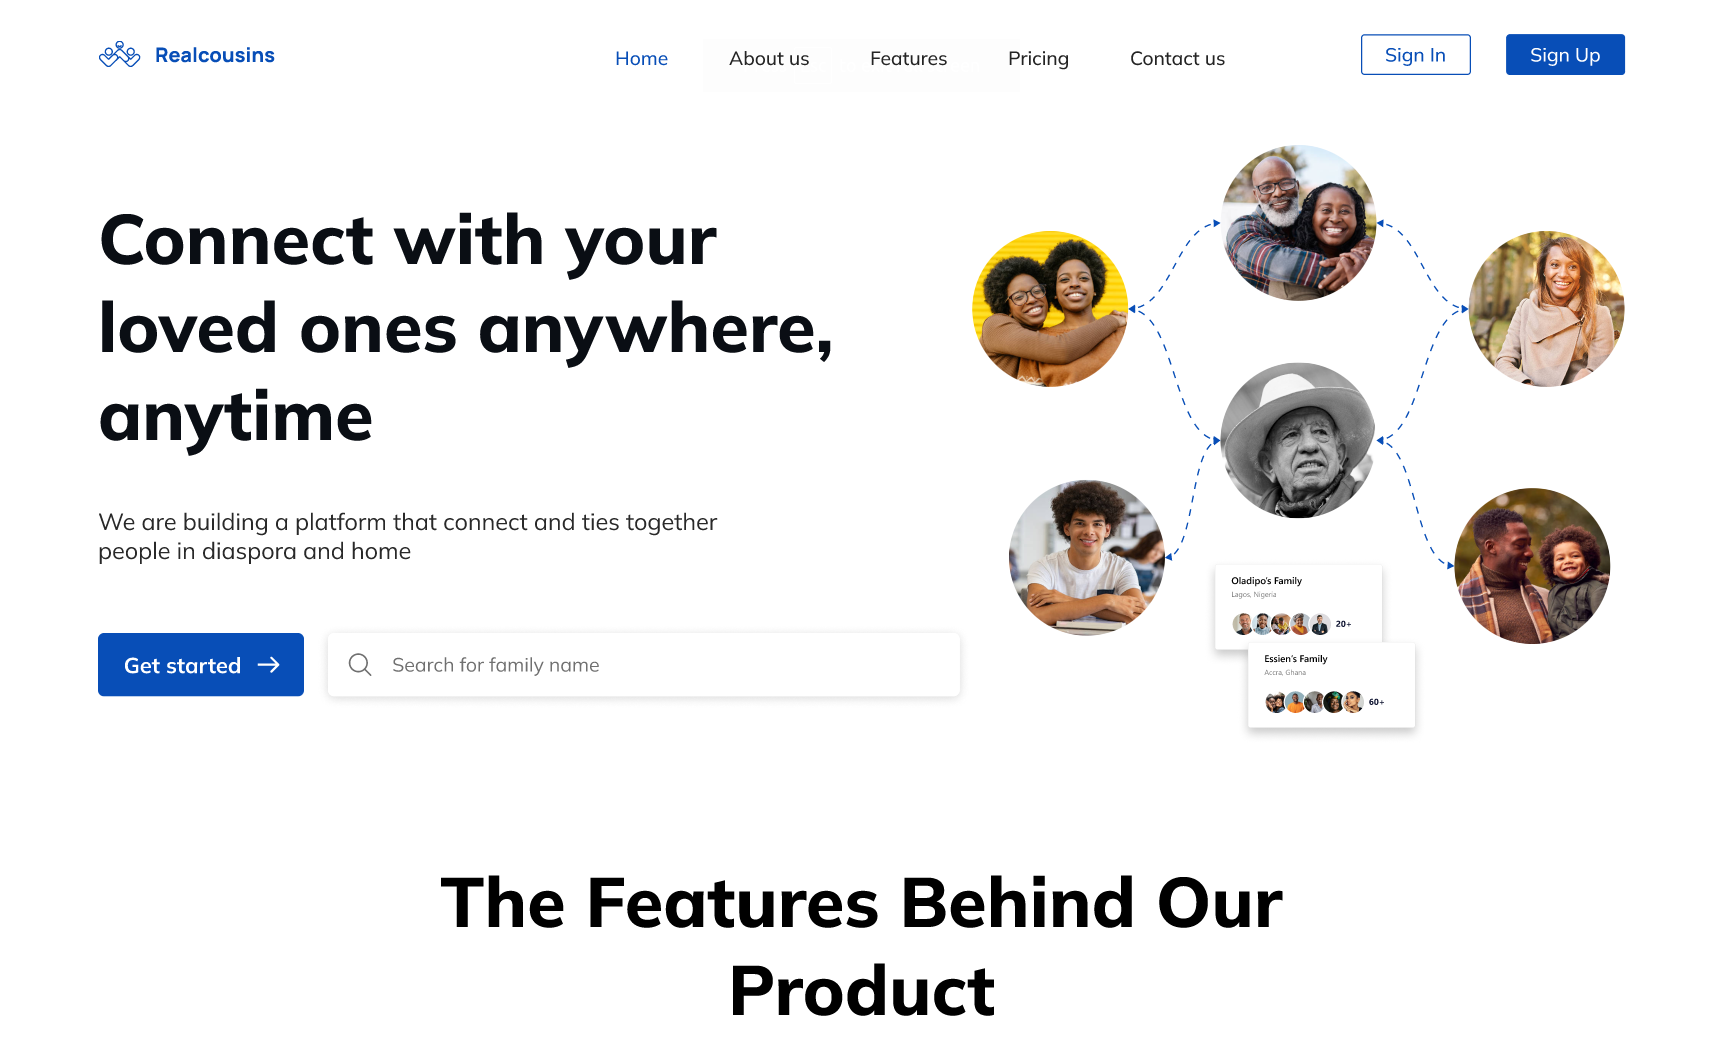 Realcousins
Home
About us
Features
Pricing
Contact us
Sign In
Sign Up
Connect with your
loved ones anywhere,
anytime
We are building a platform that connect and ties together
people in diaspora and home
Get started
Search for family name
Oladipo's Family
Lagos, Nigeria
20+
Essien's Family
Accra, Ghana
60+
The Features Behind Our
Product